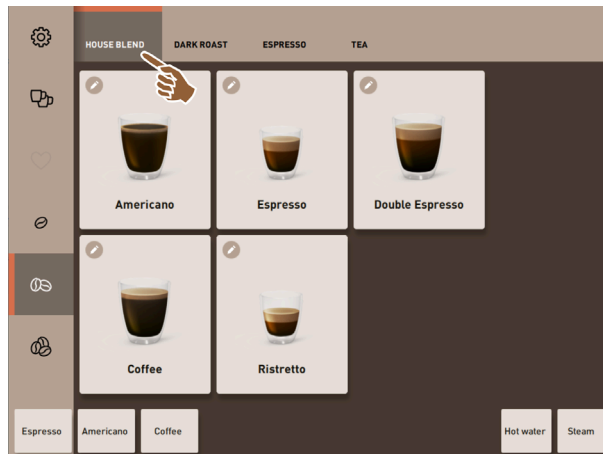 HOUSE BLEND DARK ROAST ESPRESSO TEA
Americano Espresso Double Espresso
Coffee Ristretto
Espresso Americano Coffee Hot water Steam